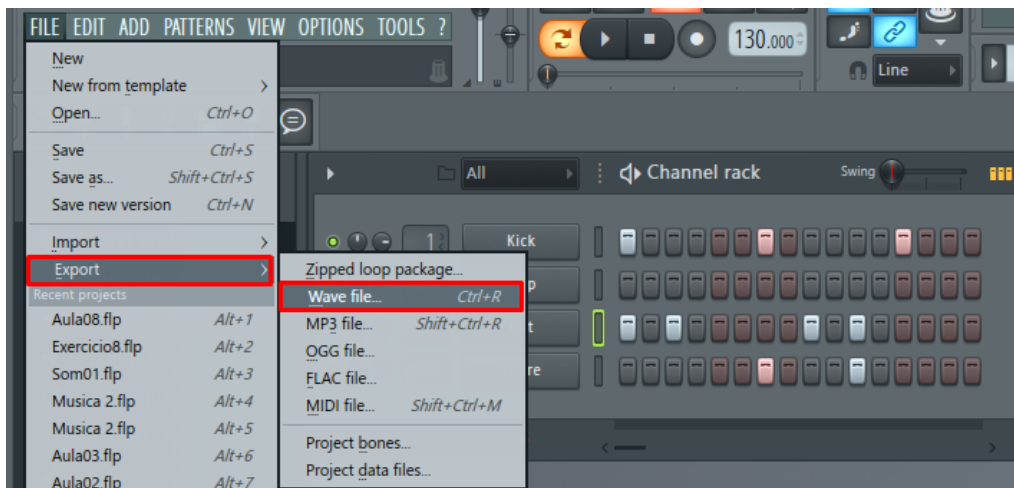 FILE EDIT ADD PATTERNS VIEW OPTIONS TOOLS ?
130.000
Line
New
New from template
Open... Ctrl+O
Save Ctrl+S
Save as... Shift+Ctrl+S
Save new version Ctrl+N
Import
Export
Recent projects
Aula08.flp Alt+1
Exercicio8.flp Alt+2
Som01.flp Alt+3
Musica 2.flp Alt+4
Musica 2.flp Alt+5
Aula03.flp Alt+6
Aula02.flp Alt+7
Zipped loop package...
Wave file... Ctrl+R
MP3 file... Shift+Ctrl+R
OGG file...
FLAC file...
MIDI file... Shift+Ctrl+M
Project bones...
Project data files...
All
Channel rack
Swing
1
Kick
p
t
re